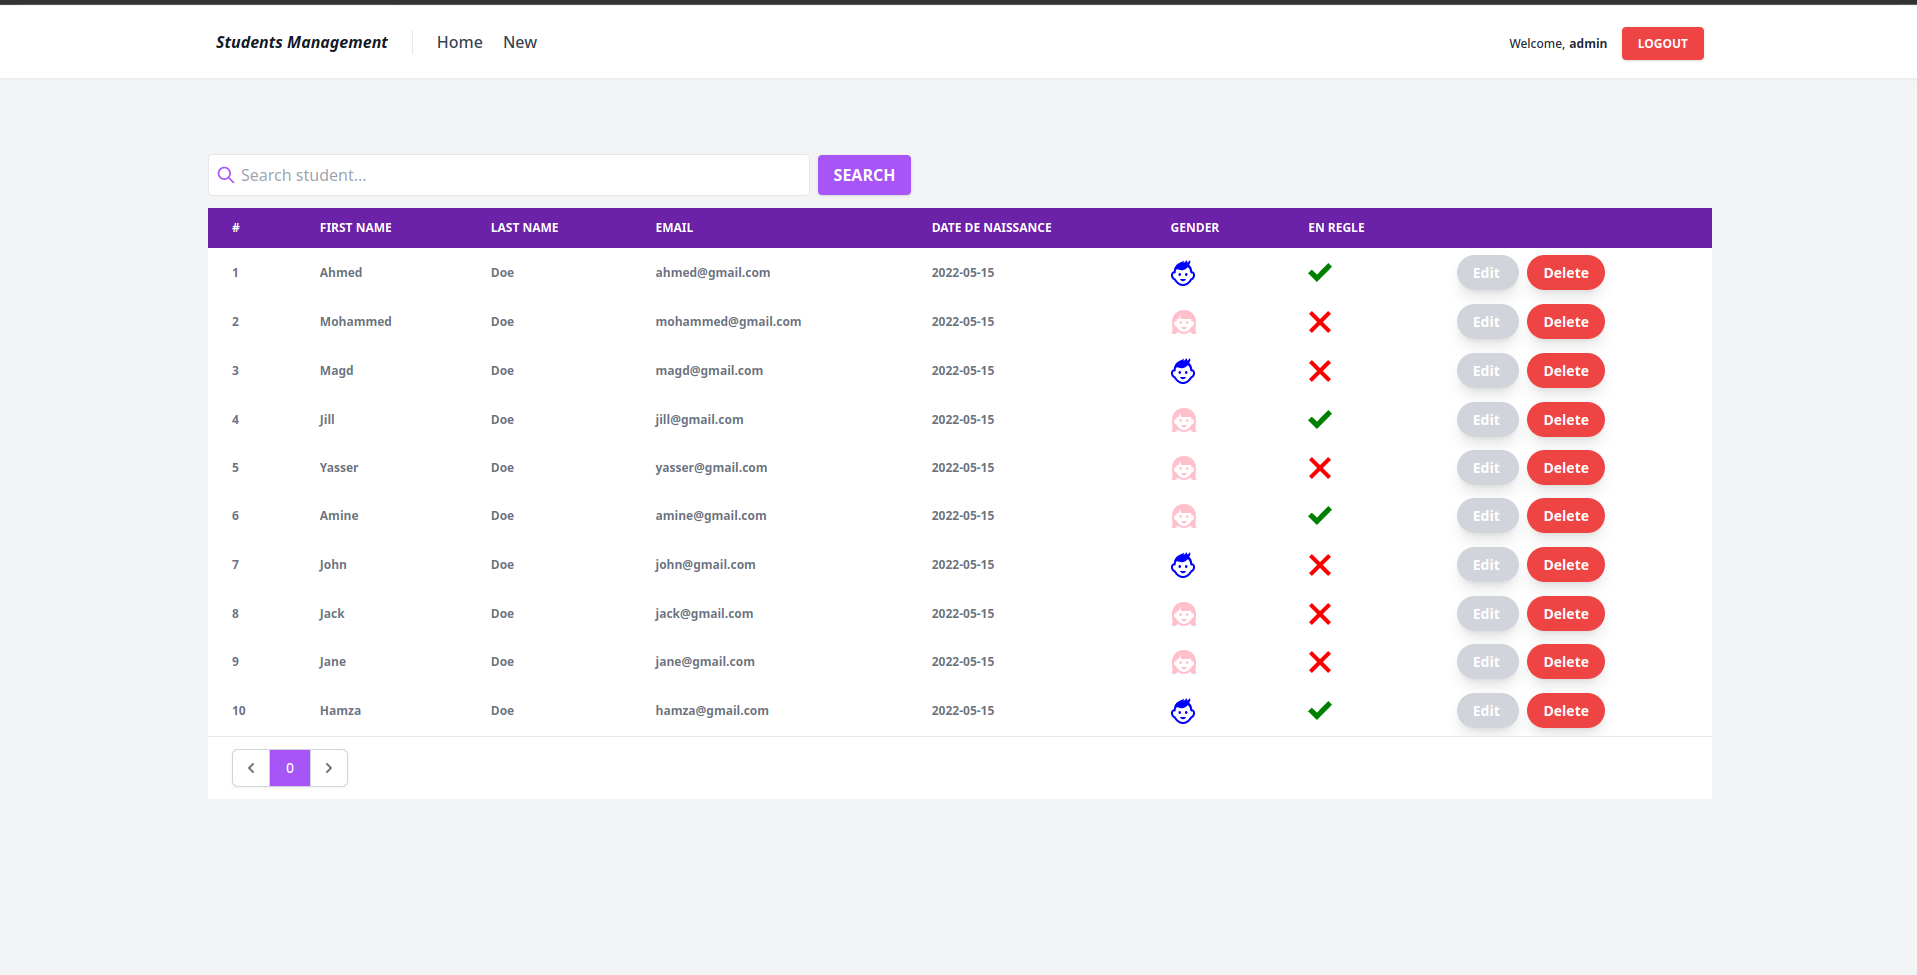 Students Management Home New Welcome, admin LOGOUT
Search student... SEARCH
# FIRST NAME LAST NAME EMAIL DATE DE NAISSANCE GENDER EN REGLE
1 Ahmed Doe ahmed@gmail.com 2022-05-15 Edit Delete
2 Mohammed Doe mohammed@gmail.com 2022-05-15 Edit Delete
3 Magd Doe magd@gmail.com 2022-05-15 Edit Delete
4 Jill Doe jill@gmail.com 2022-05-15 Edit Delete
5 Yasser Doe yasser@gmail.com 2022-05-15 Edit Delete
6 Amine Doe amine@gmail.com 2022-05-15 Edit Delete
7 John Doe john@gmail.com 2022-05-15 Edit Delete
8 Jack Doe jack@gmail.com 2022-05-15 Edit Delete
9 Jane Doe jane@gmail.com 2022-05-15 Edit Delete
10 Hamza Doe hamza@gmail.com 2022-05-15 Edit Delete
0